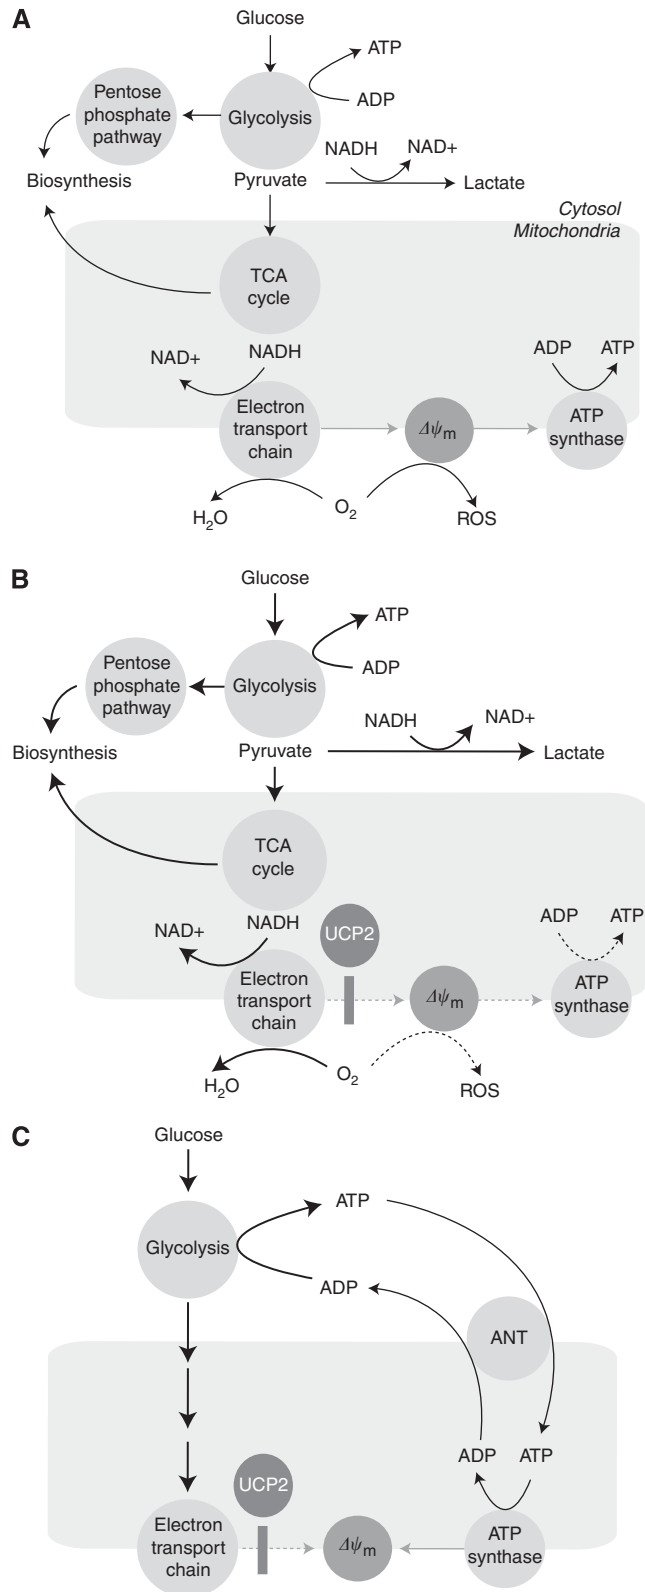 A
Glucose
ATP
Pentose
phosphate
pathway
Glycolysis
ADP
NADH
NAD+
Biosynthesis
Pyruvate
Lactate
Cytosol
Mitochondria
TCA
cycle
NAD+
NADH
ADP
ATP
Electron
transport
chain
Δψm
ATP
synthase
H2O
O2
ROS
B
Glucose
ATP
Pentose
phosphate
pathway
Glycolysis
ADP
NADH
NAD+
Biosynthesis
Pyruvate
Lactate
TCA
cycle
NAD+
NADH
UCP2
ADP
ATP
Electron
transport
chain
Δψm
ATP
synthase
H2O
O2
ROS
C
Glucose
ATP
Glycolysis
ADP
ANT
ADP
ATP
UCP2
Electron
transport
chain
Δψm
ATP
synthase